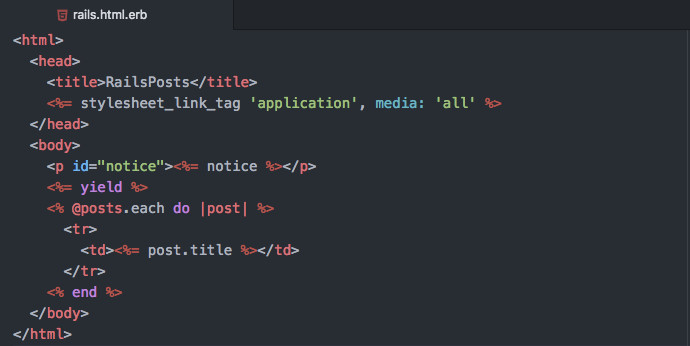 rails.html.erb
<html>
  <head>
    <title>RailsPosts</title>
    <%= stylesheet_link_tag 'application', media: 'all' %>
  </head>
  <body>
    <p id="notice"><%= notice %></p>
    <%= yield %>
    <% @posts.each do |post| %>
      <tr>
        <td><%= post.title %></td>
      </tr>
    <% end %>
  </body>
</html>